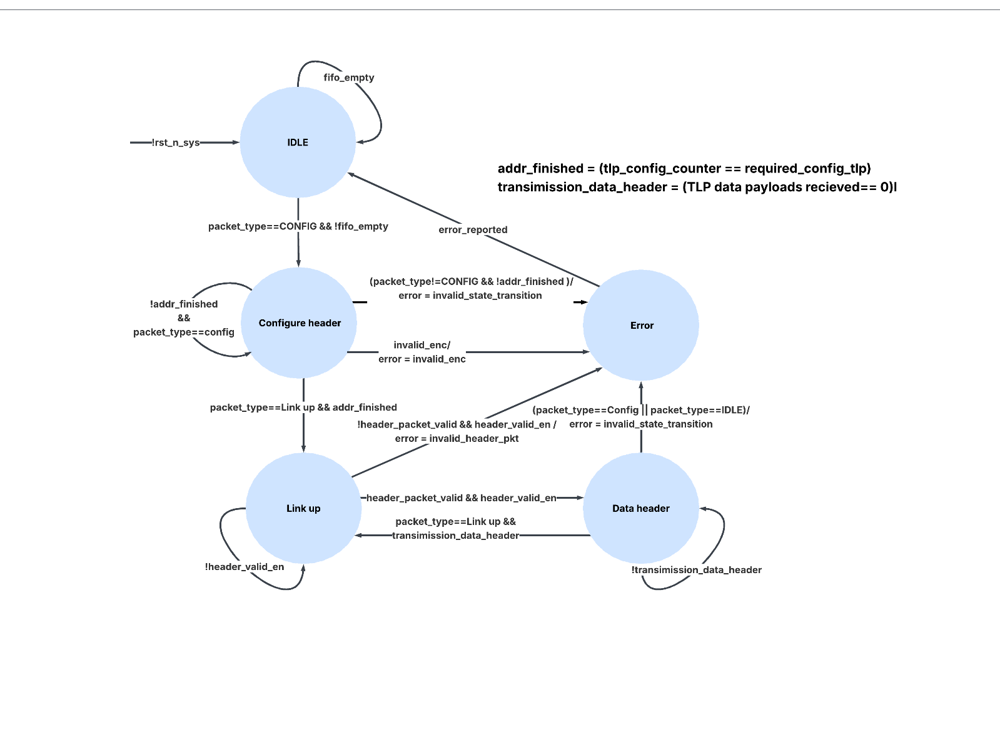 fifo_empty
IDLE
!rst_n_sys
addr_finished = (tlp_config_counter == required_config_tlp)
transimission_data_header = (TLP data payloads recieved== 0)l
packet_type==CONFIG && !fifo_empty
error_reported
(packet_type!=CONFIG && !addr_finished )/
error = invalid_state_transition
!addr_finished
&&
packet_type==config
Configure header
Error
invalid_enc/
error = invalid_enc
packet_type==Link up && addr_finished
(packet_type==Config || packet_type==IDLE)/
error = invalid_state_transition
!header_packet_valid && header_valid_en /
error = invalid_header_pkt
header_packet_valid && header_valid_en
Link up
Data header
packet_type==Link up &&
transimission_data_header
!header_valid_en
!transimission_data_header